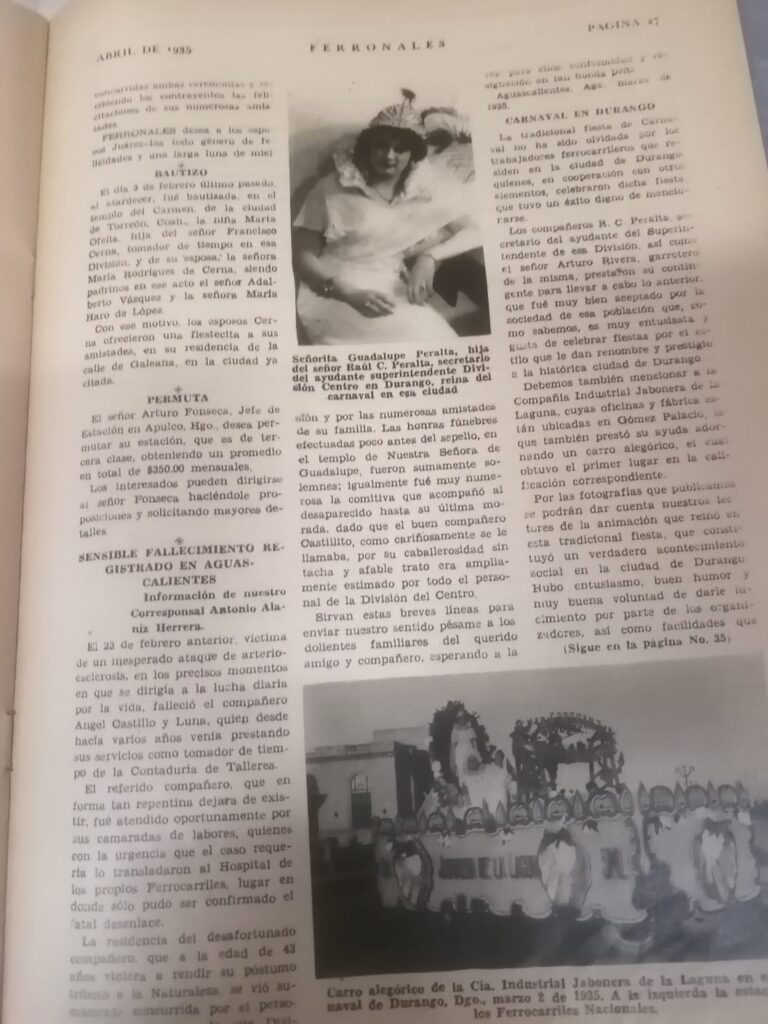 ABRIL DE 1935
FERRONALES
PAGINA 27
concurridas ambas ceremonias y re-
cibiendo los contrayentes las feli-
citaciones de sus numerosas amis-
tades.
FERRONALES desea a los espo-
sos Juárez-Isa todo género de fe-
licidades y una larga luna de miel.
BAUTIZO
El día 3 de febrero último pasado,
al atardecer, fué bautizada, en el
templo del Carmen, de la ciudad
de Torreón, Coah., la niña Marta
Ofelia, hija del señor Francisco
Cerna, tomador de tiempo en esa
División, y de su esposa, la señora
María Rodríguez de Cerna, siendo
padrinos en ese acto el señor Adal-
berto Vásquez y la señora María
Haro de López.
Con ese motivo, los esposos Cer-
na ofrecieron una fiestecita a sus
amistades, en su residencia de la
calle de Galeana, en la ciudad ya
citada.
PERMUTA
El señor Arturo Fonseca, Jefe de
Estación en Apulco, Hgo., desea per-
mutar su estación, que es de ter-
cera clase, obteniendo un promedio
en total de $350.00 mensuales.
Los interesados pueden dirigirse
al señor Fonseca haciéndole pro-
posiciones y solicitando mayores de-
talles.
SENSIBLE FALLECIMIENTO RE-
GISTRADO EN AGUAS-
CALIENTES
Información de nuestro
Corresponsal Antonio Ala-
níz Herrera.
El 23 de febrero anterior, víctima
de un inesperado ataque de arterio-
esclerosis, en los precisos momentos
en que se dirigía a la lucha diaria
por la vida, falleció el compañero
Angel Castillo y Luna, quien desde
hacía varios años venía prestando
sus servicios como tomador de tiem-
po de la Contaduría de Talleres.
El referido compañero, que en
forma tan repentina dejara de exis-
tir, fué atendido oportunamente por
sus camaradas de labores, quienes
con la urgencia que el caso reque-
ría lo transladaron al Hospital de
los propios Ferrocarriles, lugar en
donde sólo pudo ser confirmado el
fatal desenlace.
La residencia del desafortunado
compañero, que a la edad de 43
años viniera a rendir su póstumo
tributo a la Naturaleza, se vió su-
mamente concurrida por el perso-
de esta Divi-
Señorita Guadalupe Peralta, hija
del señor Raúl C. Peralta, secretario
del ayudante superintendente Divi-
sión Centro en Durango, reina del
carnaval en esa ciudad
sión y por las numerosas amistades
de su familia. Las honras fúnebres
efectuadas poco antes del sepelio, en
el templo de Nuestra Señora de
Guadalupe, fueron sumamente so-
lemnes; igualmente fué muy nume-
rosa la comitiva que acompañó al
desaparecido hasta su última mo-
rada, dado que el buen compañero
Castillito, como cariñosamente se le
llamaba, por su caballerosidad sin
tacha y afable trato era amplia-
mente estimado por todo el perso-
nal de la División del Centro.
Sirvan estas breves líneas para
enviar nuestro sentido pésame a los
dolientes familiares del querido
amigo y compañero, esperando a la
vez para ellos, conformidad y re-
signación en tan honda pena.
Aguascalientes, Ags. marzo de
1935.
CARNAVAL EN DURANGO
La tradicional fiesta de Carna-
val no ha sido olvidada por los
trabajadores ferrocarrileros que re-
siden en la ciudad de Durango,
quienes, en cooperación con otros
elementos, celebraron dicha fiesta,
que tuvo un éxito digno de mencio-
narse.
Los compañeros R. C. Peralta, se-
cretario del ayudante del Superin-
tendente de esa División, así como
el señor Arturo Rivera, garrotero
de la misma, prestaron su contin-
gente para llevar a cabo lo anterior,
que fué muy bien aceptado por la
sociedad de esa población que, co-
mo sabemos, es muy entusiasta y
gusta de celebrar fiestas por el es-
tilo que le dan renombre y prestigio
a la histórica ciudad de Durango.
Debemos también mencionar a la
Compañía Industrial Jabonera de la
Laguna, cuyas oficinas y fábrica es-
tán ubicadas en Gómez Palacio, la
que también prestó su ayuda ador-
nando un carro alegórico, el cual
obtuvo el primer lugar en la cali-
ficación correspondiente.
Por las fotografías que publicamos
se podrán dar cuenta nuestros lec-
tores de la animación que reinó en
esta tradicional fiesta, que consti-
tuyó un verdadero acontecimiento
social en la ciudad de Durango.
Hubo entusiasmo, buen humor y
muy buena voluntad de darle lu-
cimiento por parte de los organi-
zadores, así como facilidades que
(Sigue en la página No. 35)
Carro alegórico de la Cía. Industrial Jabonera de la Laguna en el
naval de Durango, Dgo., marzo 2 de 1935. A la izquierda la estac
los Ferrocarriles Nacionales.